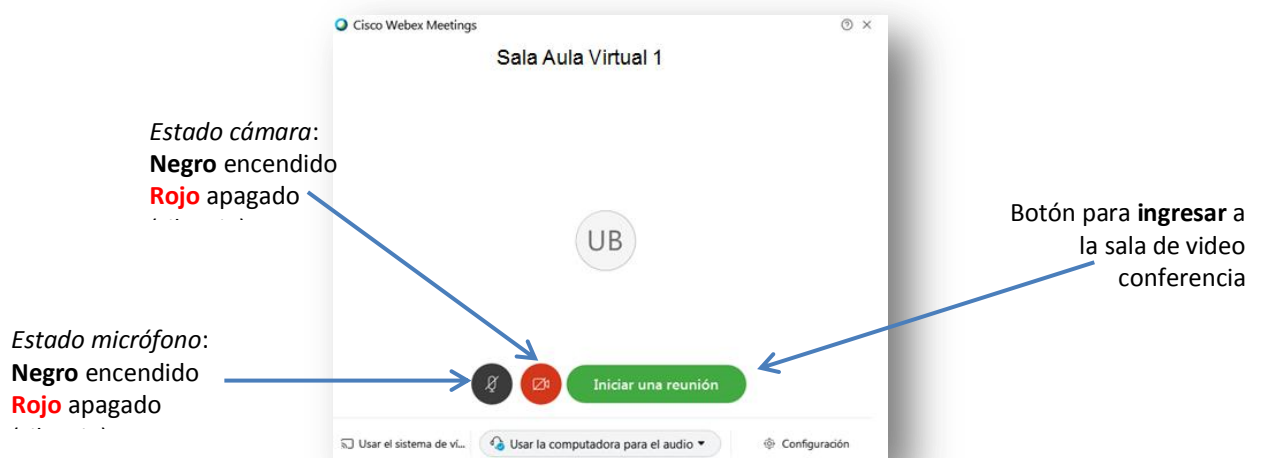 Cisco Webex Meetings
Sala Aula Virtual 1
Estado cámara:
Negro encendido
Rojo apagado
UB
Botón para ingresar a
la sala de video
conferencia
Estado micrófono:
Negro encendido
Rojo apagado
Iniciar una reunión
Usar el sistema de ví...
Usar la computadora para el audio
Configuración